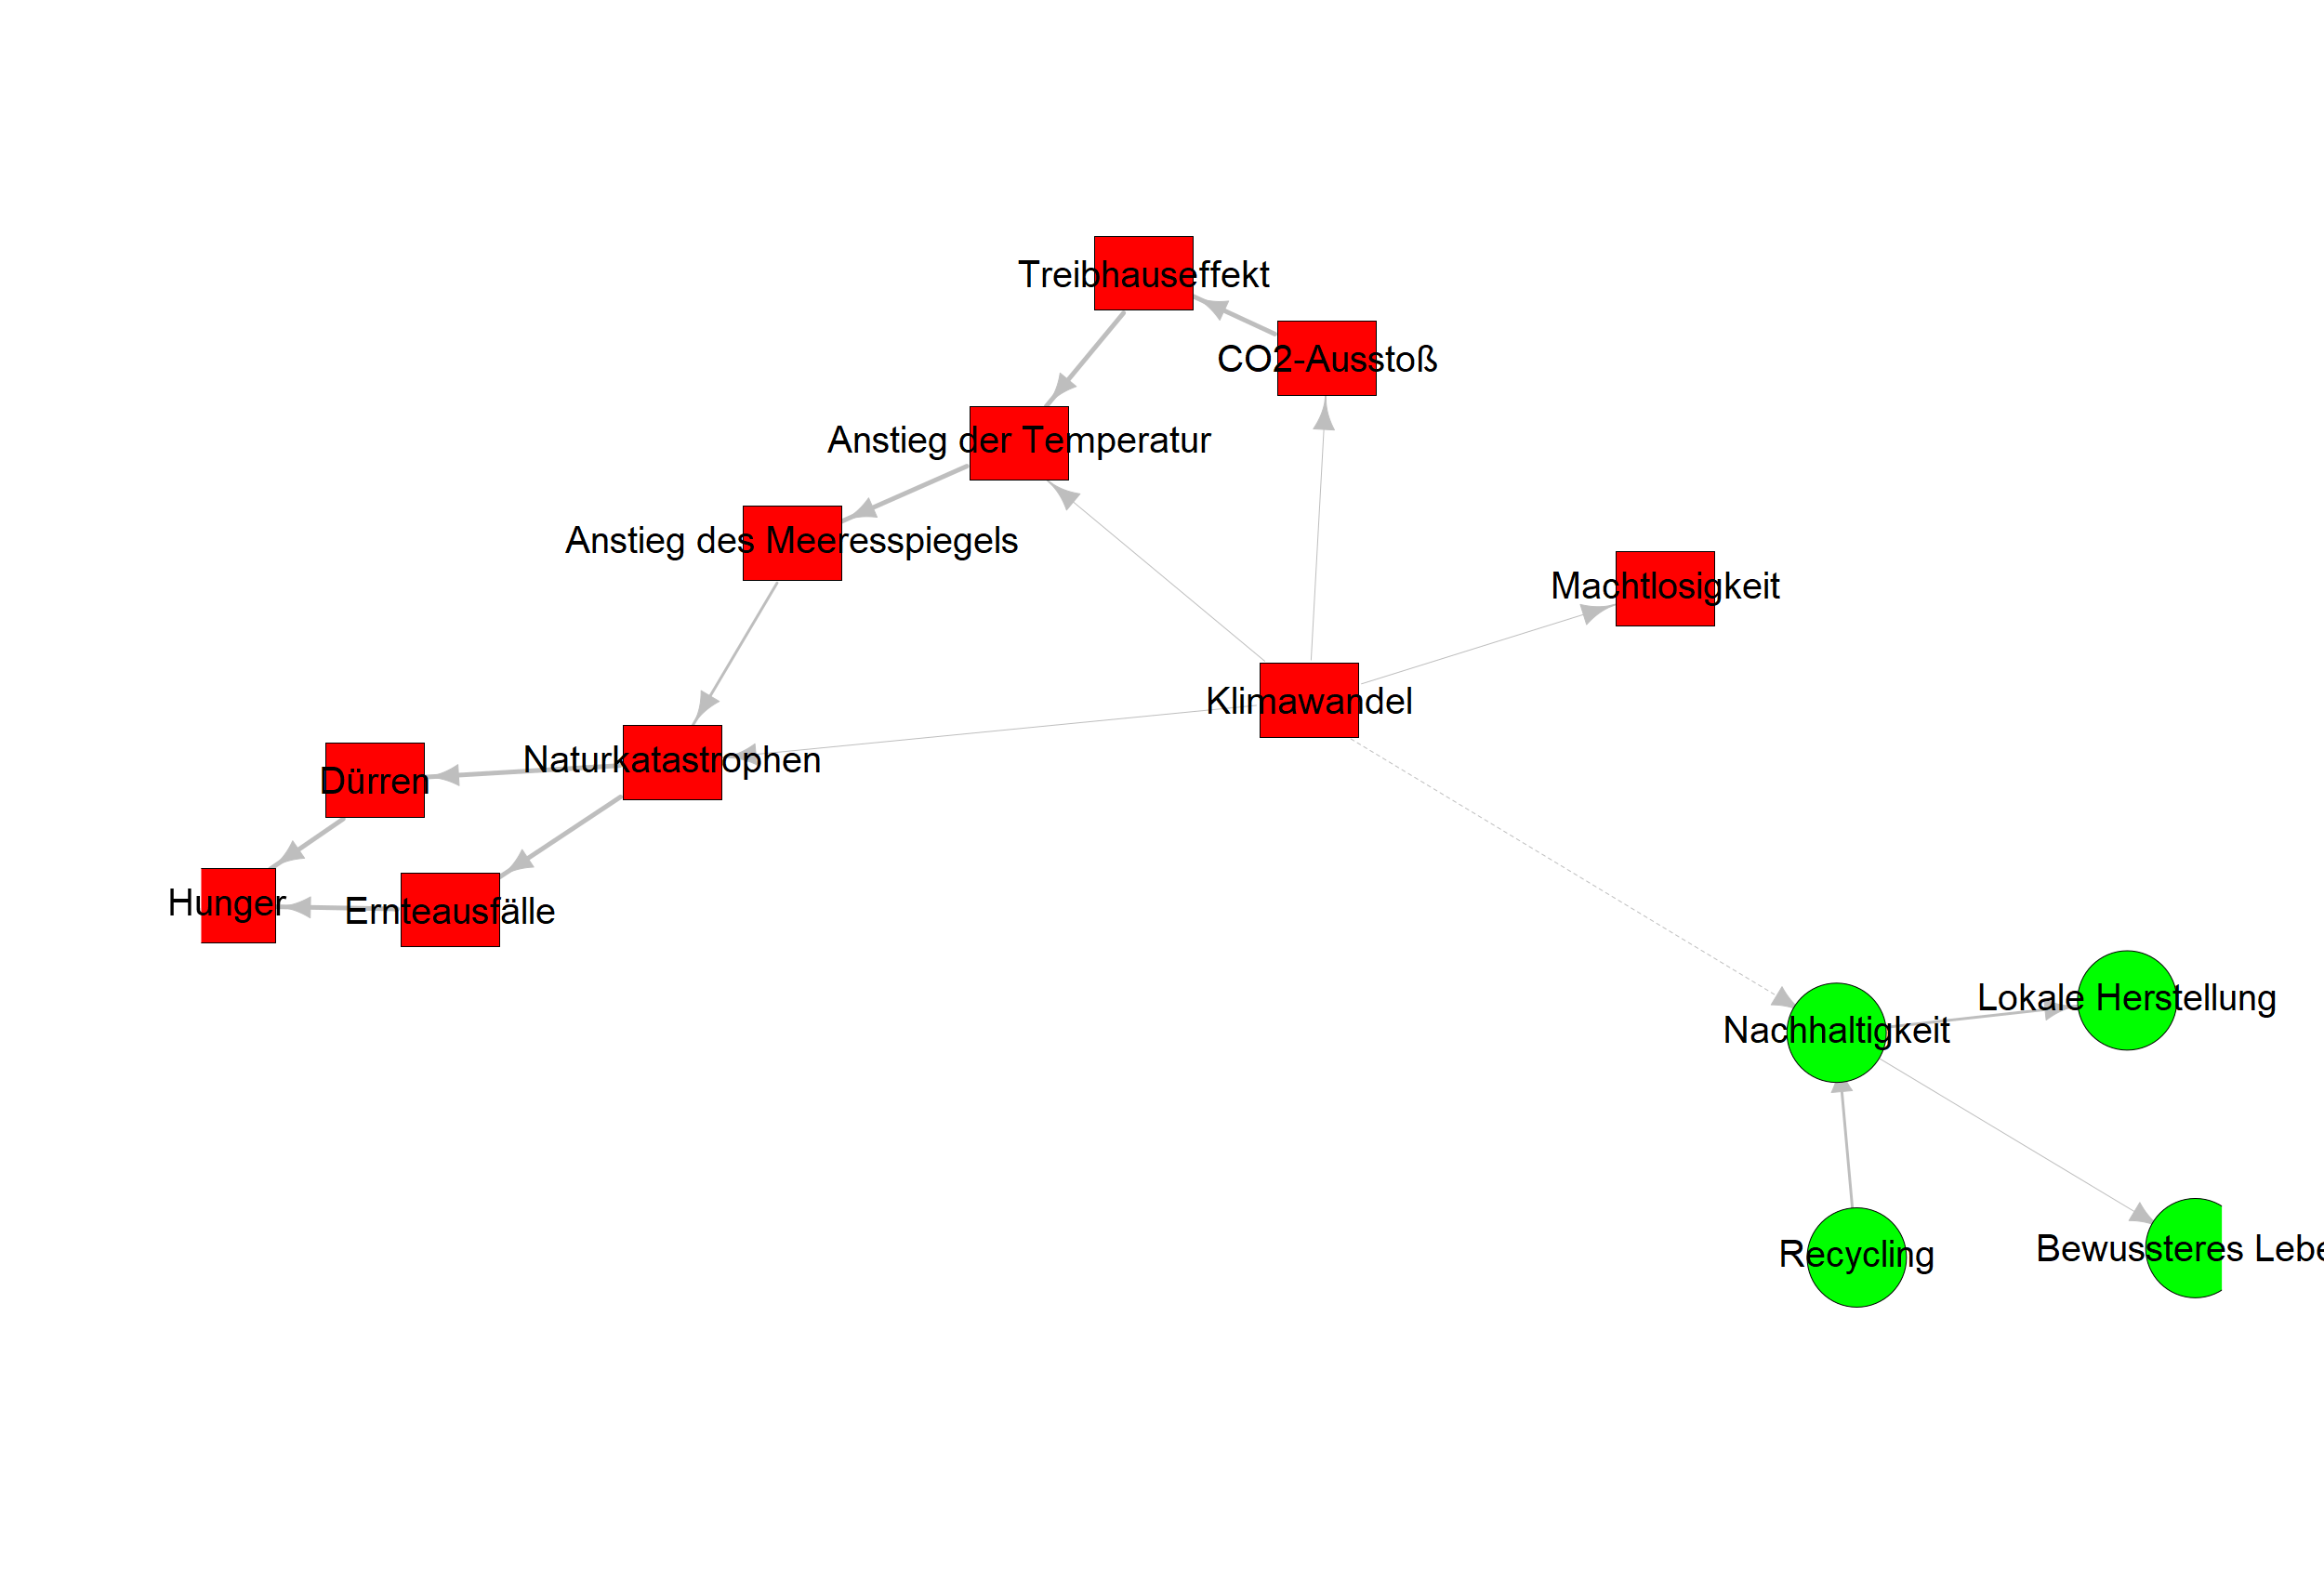 Treibhauseffekt
CO2-Ausstoß
Anstieg der Temperatur
Anstieg des Meeresspiegels
Machtlosigkeit
Klimawandel
Naturkatastrophen
Dürren
Hunger
Ernteausfälle
Lokale Herstellung
Nachhaltigkeit
Recycling
Bewussteres Lebe